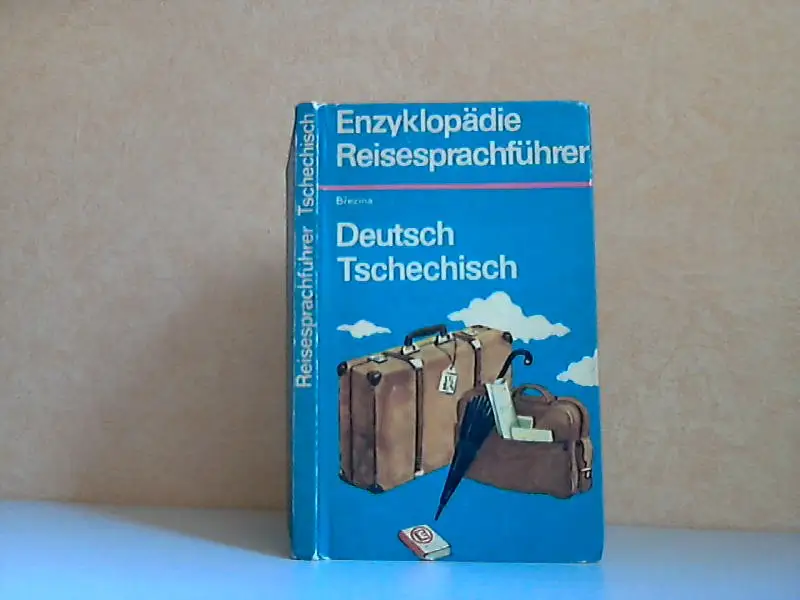 Enzyklopädie
Reisesprachführer
Březina
Deutsch
Tschechisch
Reisesprachführer Tschechisch
E